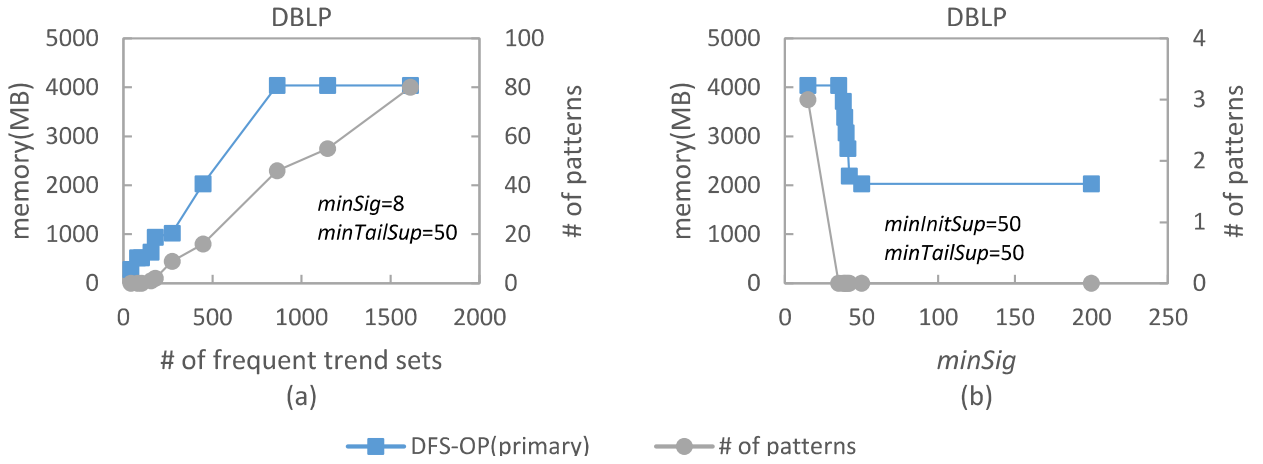 DBLP
5000
4000
3000
2000
1000
0
memory(MB)
100
80
60
40
20
0
# of patterns
minSig=8
minTailSup=50
0 500 1000 1500 2000
# of frequent trend sets
(a)
DBLP
5000
4000
3000
2000
1000
0
memory(MB)
4
3
2
1
0
# of patterns
minInitSup=50
minTailSup=50
0 50 100 150 200 250
minSig
(b)
DFS-OP(primary) # of patterns